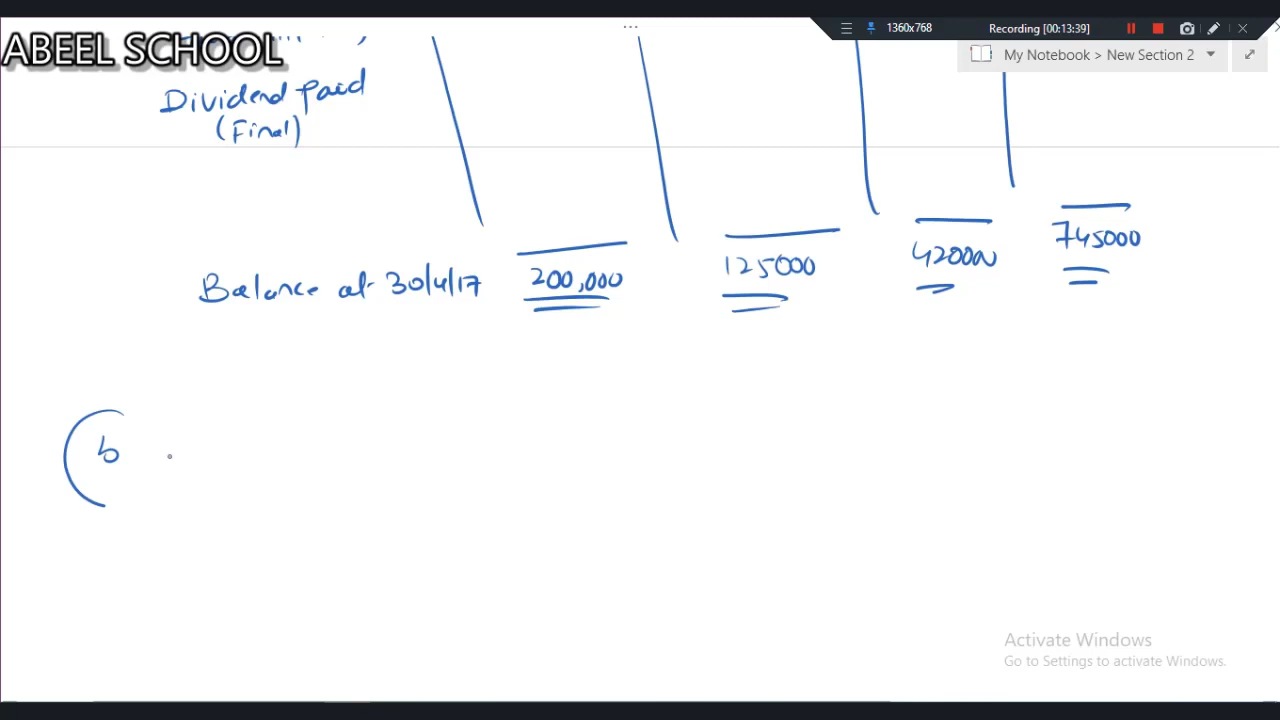 1360x768
Recording [00:13:39]
ABEEL SCHOOL
My Notebook > New Section 2
Dividend paid
(Final)
Balance at 30/4/17 200,000 125000 42000 745000
(b
Activate Windows
Go to Settings to activate Windows.